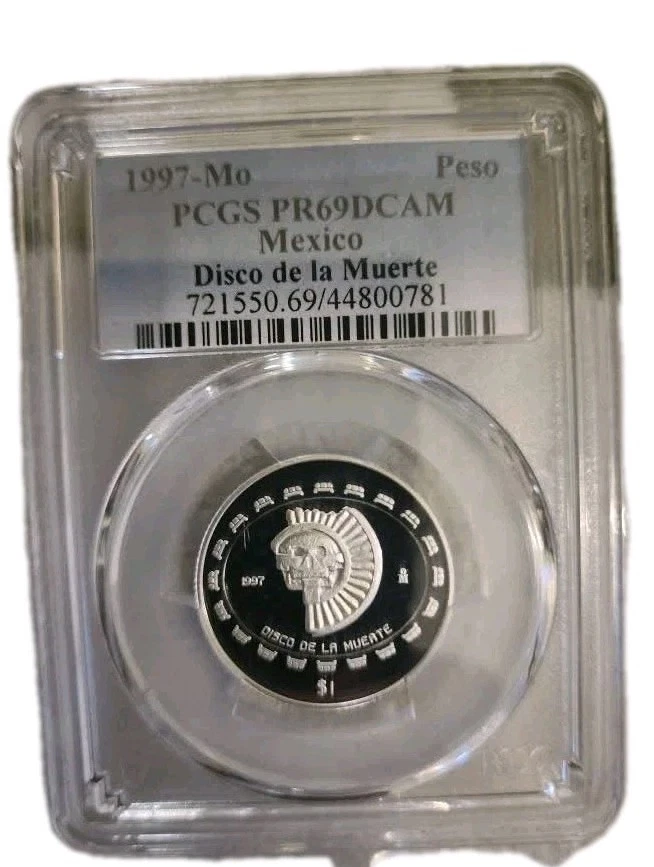 1997-Mo Peso
PCGS PR69DCAM
Mexico
Disco de la Muerte
721550.69/44800781
1997
DISCO DE LA MUERTE
$1